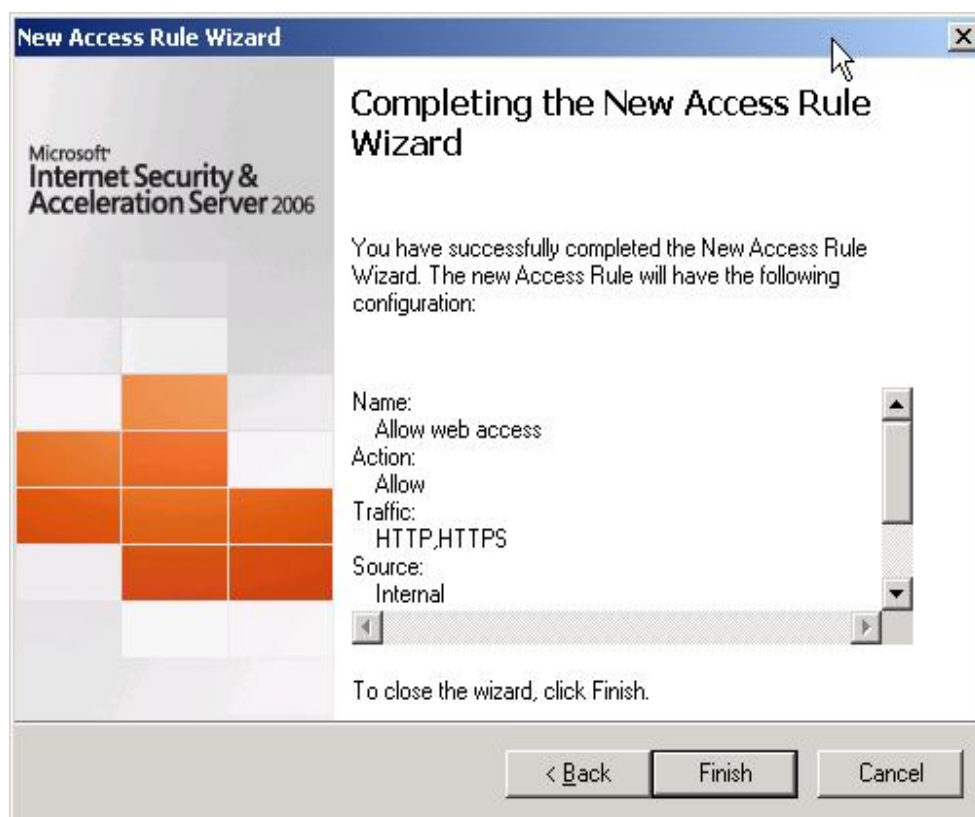 New Access Rule Wizard
Completing the New Access Rule
Wizard
Microsoft
Internet Security &
Acceleration Server 2006
You have successfully completed the New Access Rule
Wizard. The new Access Rule will have the following
configuration:
Name:
Allow web access
Action:
Allow
Traffic:
HTTP,HTTPS
Source:
Internal
To close the wizard, click Finish.
< Back
Finish
Cancel